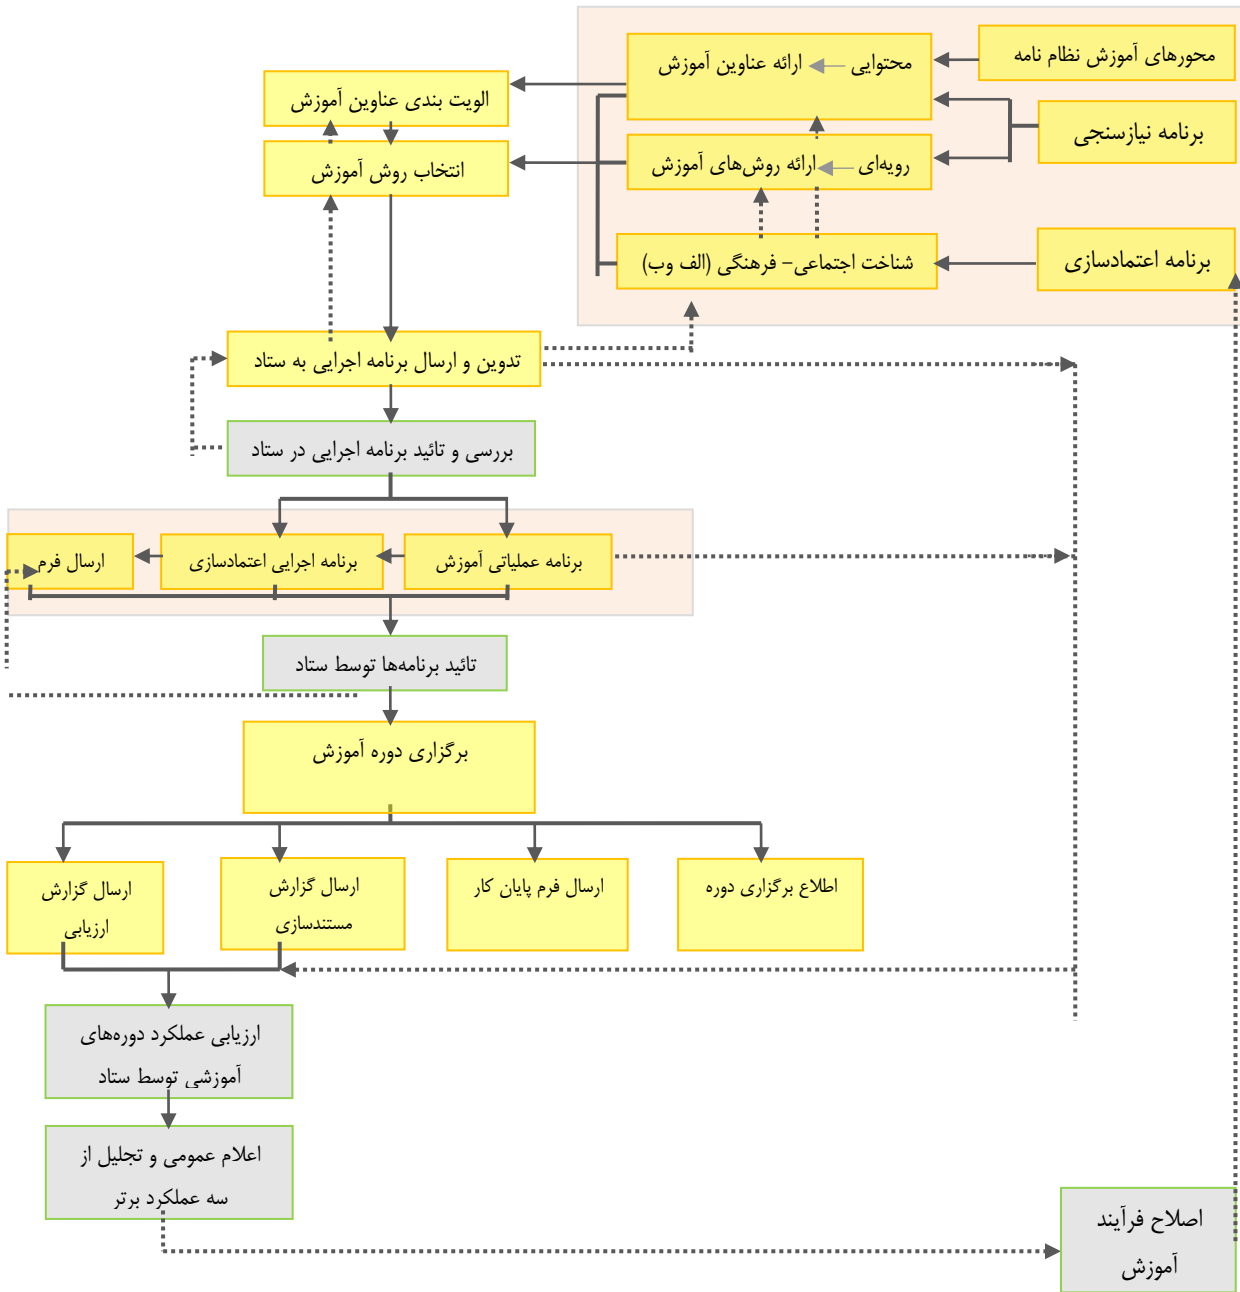 محورهای آموزش نظام نامه
محتوایی ← ارائه عناوین آموزش
الویت بندی عناوین آموزش
برنامه نیازسنجی
رویه‌ای ← ارائه روش‌های آموزش
انتخاب روش آموزش
برنامه اعتمادسازی
شناخت اجتماعی- فرهنگی (الف وب)
تدوین و ارسال برنامه اجرایی به ستاد
بررسی و تائید برنامه اجرایی در ستاد
برنامه عملیاتی آموزش
برنامه اجرایی اعتمادسازی
ارسال فرم
تائید برنامه‌ها توسط ستاد
برگزاری دوره آموزش
اطلاع برگزاری دوره
ارسال فرم پایان کار
ارسال گزارش
مستندسازی
ارسال گزارش
ارزیابی
ارزیابی عملکرد دوره‌های
آموزشی توسط ستاد
اعلام عمومی و تجلیل از
سه عملکرد برتر
اصلاح فرآیند
آموزش